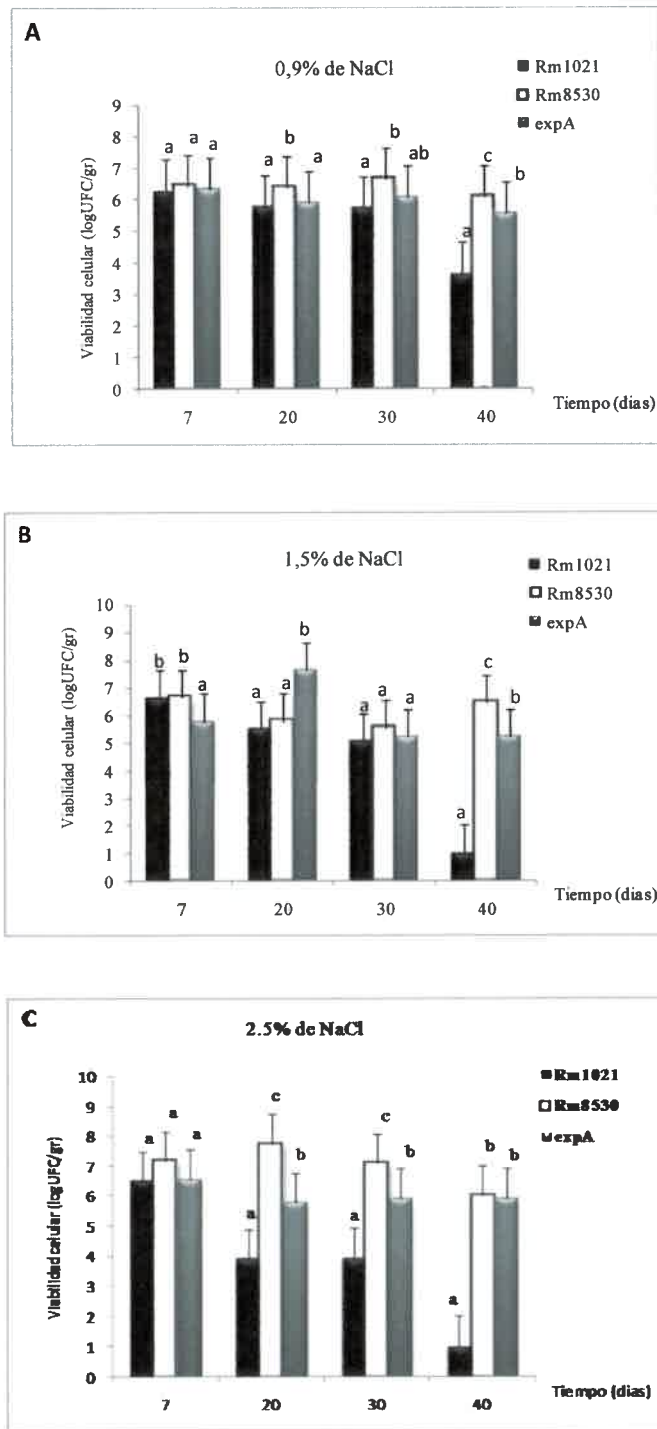 A
0,9% de NaCl
Rm1021
Rm8530
expA
Viabilidad celular (logUFC/gr)
9
8
7
6
5
4
3
2
1
0
a a a
a b a
a b ab
a c b
7 20 30 40
Tiempo (dias)
B
1,5% de NaCl
Rm1021
Rm8530
expA
Viabilidad celular (logUFC/gr)
10
9
8
7
6
5
4
3
2
1
0
b b a
a a b
a a a
a c b
7 20 30 40
Tiempo (dias)
C
2.5% de NaCl
Rm1021
Rm8530
expA
Viabilidad celular (logUFC/gr)
10
9
8
7
6
5
4
3
2
1
0
a a a
a c b
a c b
a b b
7 20 30 40
Tiempo (dias)